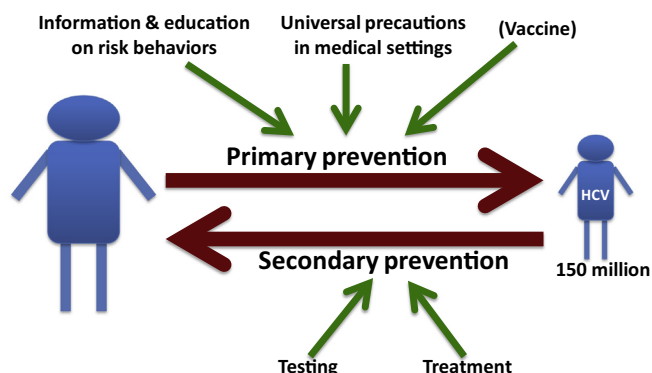 Information & education
on risk behaviors
Universal precautions
in medical settings
(Vaccine)
Primary prevention
HCV
Secondary prevention
150 million
Testing
Treatment